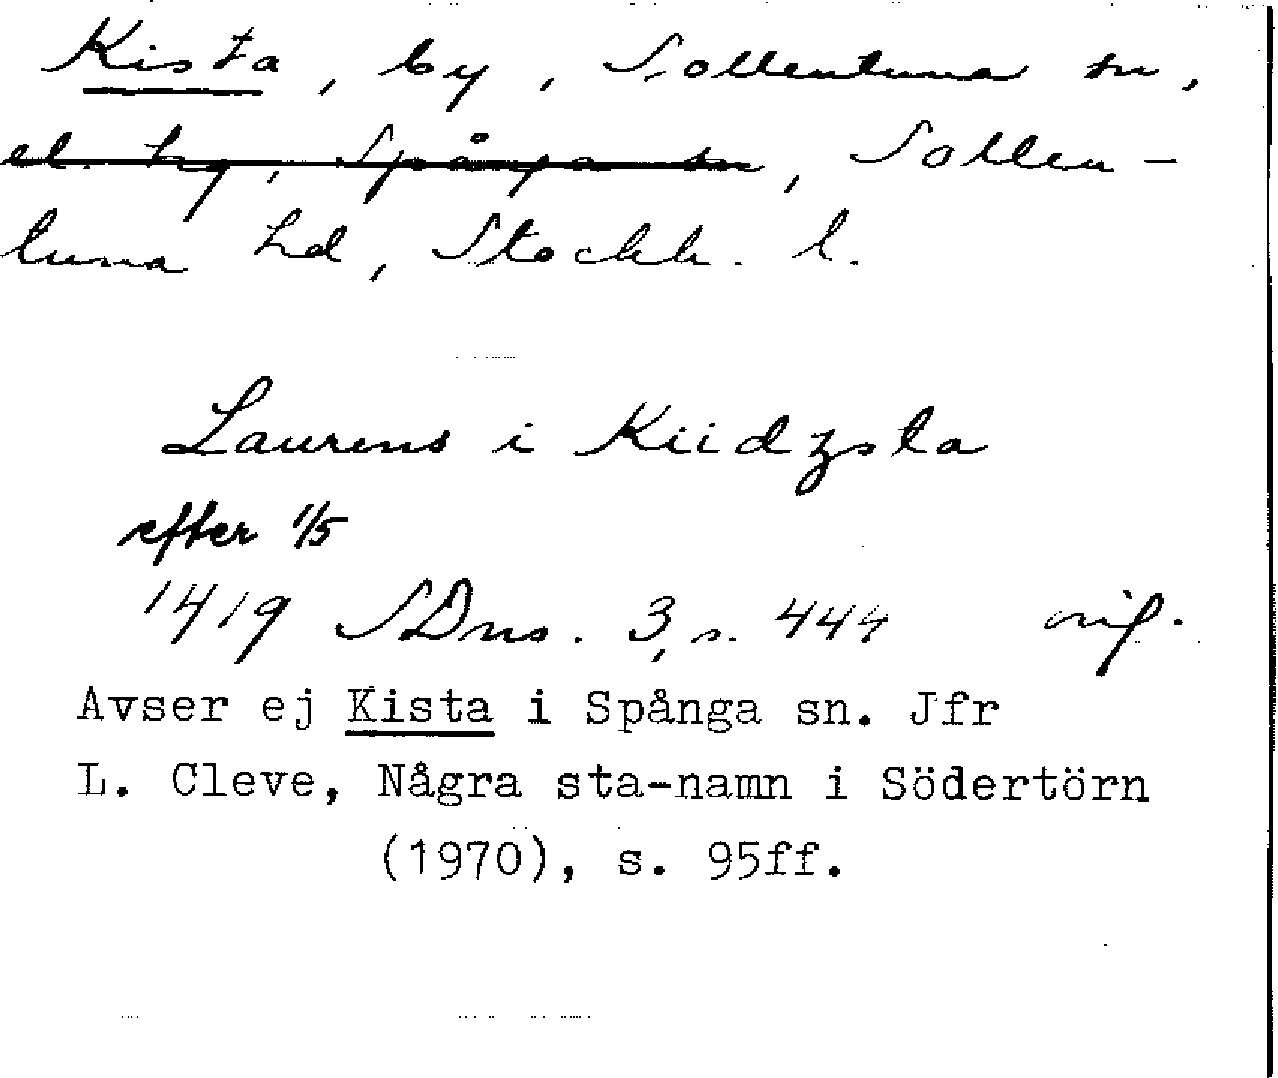 Kista, by, Sollentuna sn,
el. by, Spånga sn, Sollen-
tuna hd, Stockh. l.
Laurens i Kiidzsta
efter 1/5
1419 SDns. 3, s. 444 orig.
Avser ej Kista i Spånga sn. Jfr
L. Cleve, Några sta-namn i Södertörn
(1970), s. 95ff.